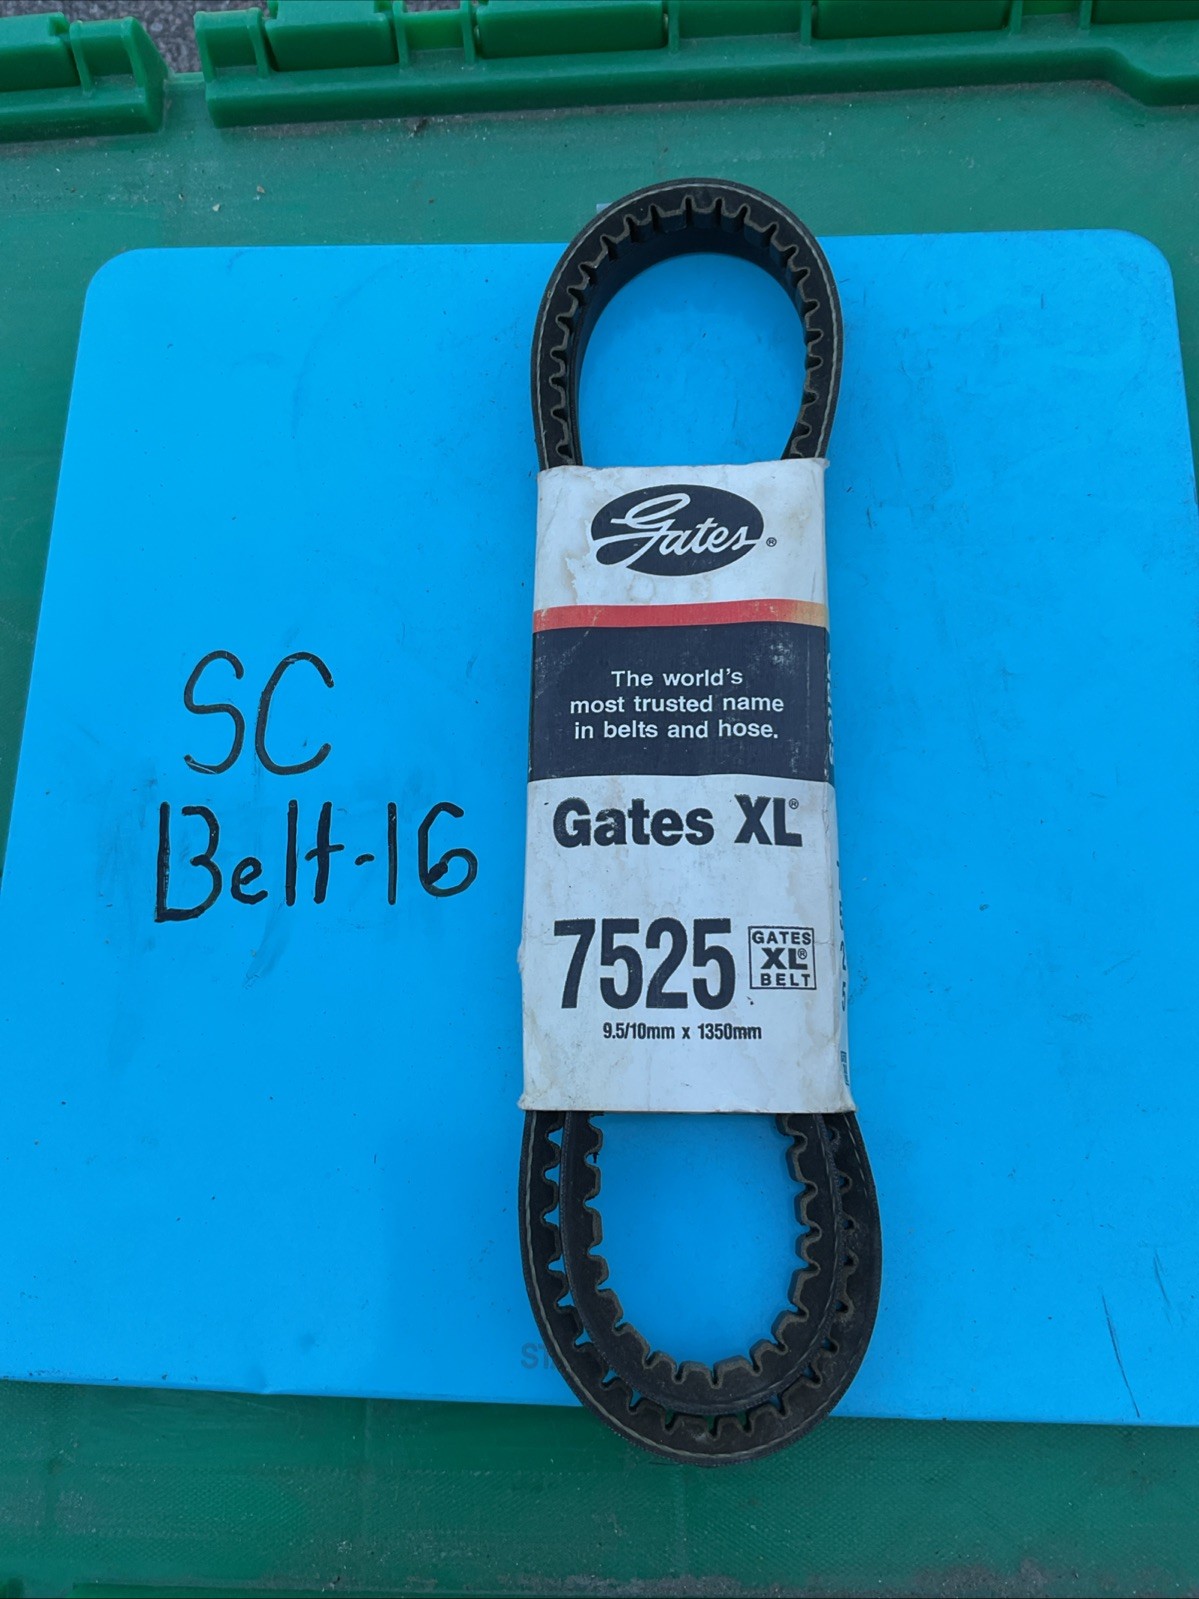 SC
Belt-16
Gates®
The world's
most trusted name
in belts and hose.
Gates XL®
7525
GATES
XL®
BELT
9.5/10mm x 1350mm